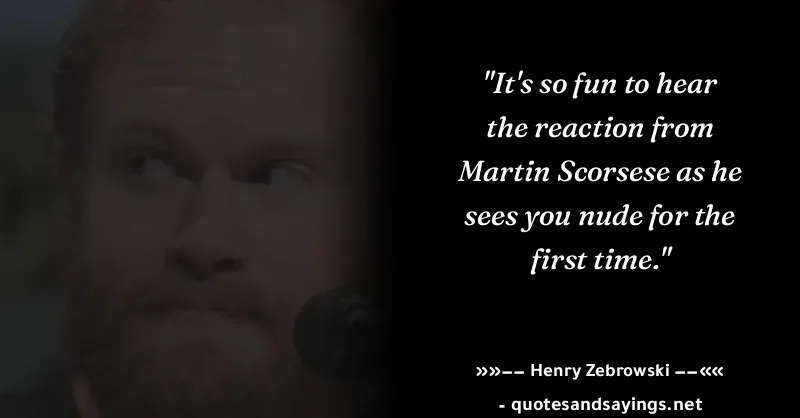 "It's so fun to hear
the reaction from
Martin Scorsese as he
sees you nude for the
first time."
»»−− Henry Zebrowski −−««
- quotesandsayings.net